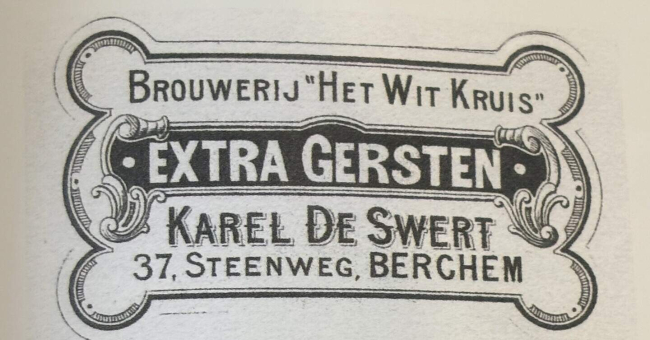 BROUWERIJ "HET WIT KRUIS"
· EXTRA GERSTEN ·
KAREL DE SWERT
37, STEENWEG, BERCHEM